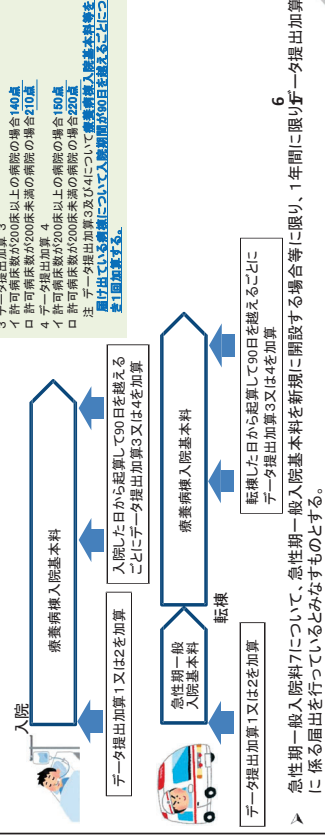 3 データ提出加算 3
イ 許可病床数が200床以上の病院の場合140点
ロ 許可病床数が200床未満の病院の場合210点
4 データ提出加算 4
イ 許可病床数が200床以上の病院の場合150点
ロ 許可病床数が200床未満の病院の場合220点
注 データ提出加算3及び4について療養病棟入院基本料等を
届け出ている病棟について入院期間が90日を越えるごとにつ
き1回加算する。
入院
療養病棟入院基本料
データ提出加算1又は2を加算
入院した日から起算して90日を越える
ごとにデータ提出加算3又は4を加算
急性期一般
入院基本料
転棟
療養病棟入院基本料
データ提出加算1又は2を加算
転棟した日から起算して90日を越えるごとに
データ提出加算3又は4を加算
➢ 急性期一般入院料7について、急性期一般入院基本料を新規に開設する場合等に限り、1年間に限り データ提出加算
に係る届出を行っているとみなすものとする。
6